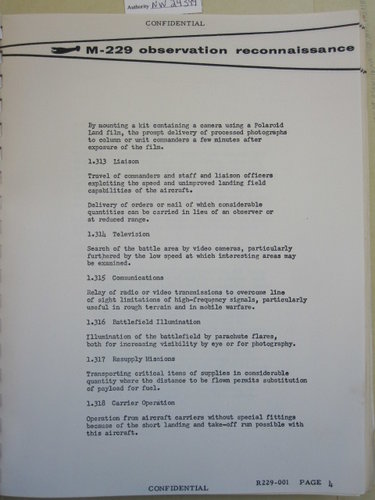 Authority NW 24549
CONFIDENTIAL
M-229 observation reconnaissance
By mounting a kit containing a camera using a Polaroid
Land film, the prompt delivery of processed photographs
to column or unit commanders a few minutes after
exposure of the film.
1.313 Liaison
Travel of commanders and staff and liaison officers
exploiting the speed and unimproved landing field
capabilities of the aircraft.
Delivery of orders or mail of which considerable
quantities can be carried in lieu of an observer or
at reduced range.
1.314 Television
Search of the battle area by video cameras, particularly
furthered by the low speed at which interesting areas may
be examined.
1.315 Communications
Relay of radio or video transmissions to overcome line
of sight limitations of high-frequency signals, particularly
useful in rough terrain and in mobile warfare.
1.316 Battlefield Illumination
Illumination of the battlefield by parachute flares,
both for increasing visibility by eye or for photography.
1.317 Resupply Missions
Transporting critical items of supplies in considerable
quantity where the distance to be flown permits substitution
of payload for fuel.
1.318 Carrier Operation
Operation from aircraft carriers without special fittings
because of the short landing and take-off run possible with
this aircraft.
R229-001 PAGE 4
CONFIDENTIAL